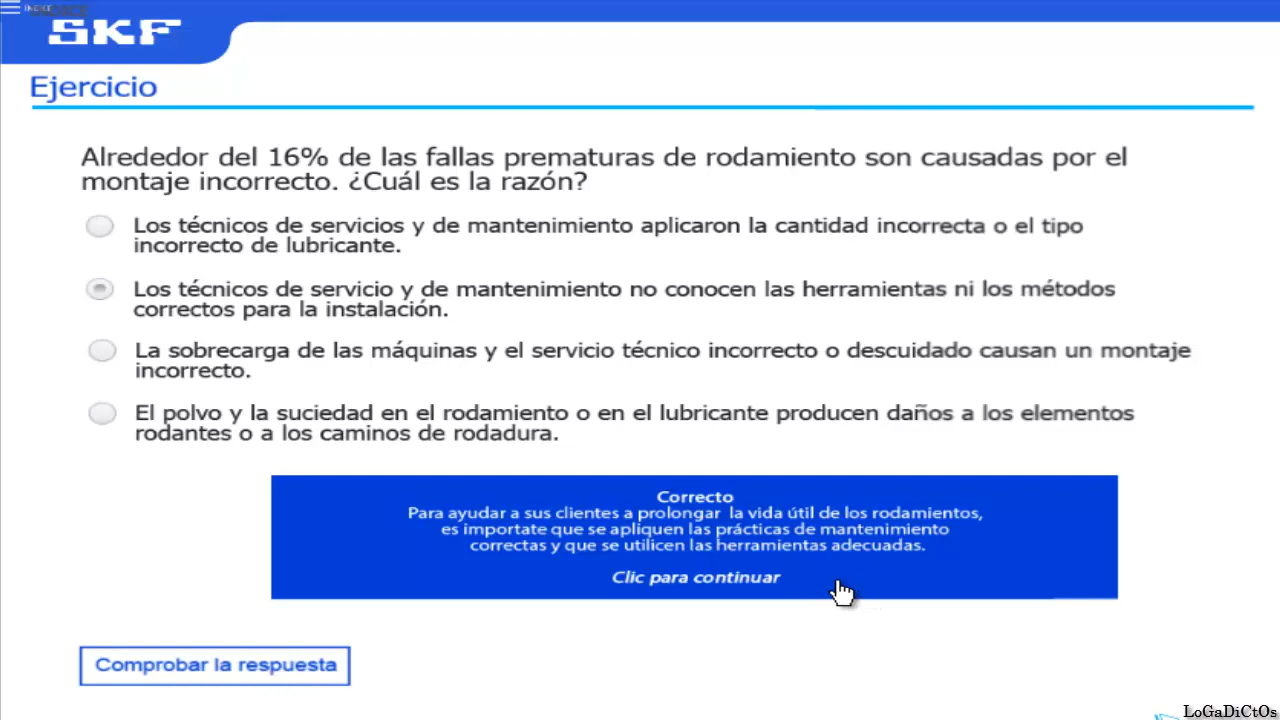 SKF
Ejercicio
Alrededor del 16% de las fallas prematuras de rodamiento son causadas por el
montaje incorrecto. ¿Cuál es la razón?
Los técnicos de servicios y de mantenimiento aplicaron la cantidad incorrecta o el tipo
incorrecto de lubricante.
Los técnicos de servicio y de mantenimiento no conocen las herramientas ni los métodos
correctos para la instalación.
La sobrecarga de las máquinas y el servicio técnico incorrecto o descuidado causan un montaje
incorrecto.
El polvo y la suciedad en el rodamiento o en el lubricante producen daños a los elementos
rodantes o a los caminos de rodadura.
Correcto
Para ayudar a sus clientes a prolongar la vida útil de los rodamientos,
es importate que se apliquen las prácticas de mantenimiento
correctas y que se utilicen las herramientas adecuadas.
Clic para continuar
Comprobar la respuesta
LoGaDiCtOs